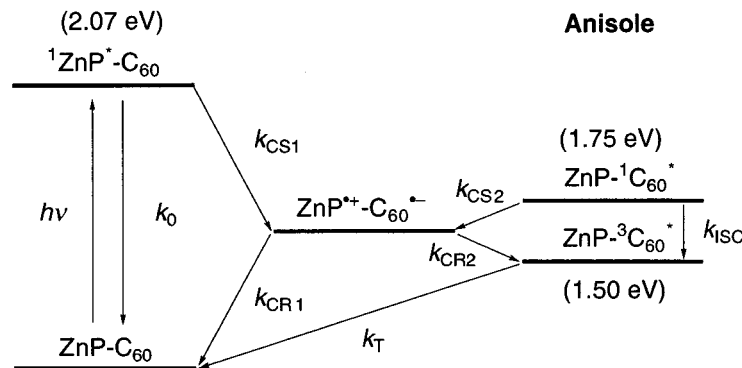 (2.07 eV)
Anisole
¹ZnP*-C₆₀
kCS1
(1.75 eV)
ZnP-¹C₆₀*
kCS2
hν
k₀
ZnP•⁺-C₆₀•⁻
ZnP-³C₆₀*
kISC
kCR2
(1.50 eV)
kCR1
ZnP-C₆₀
kT